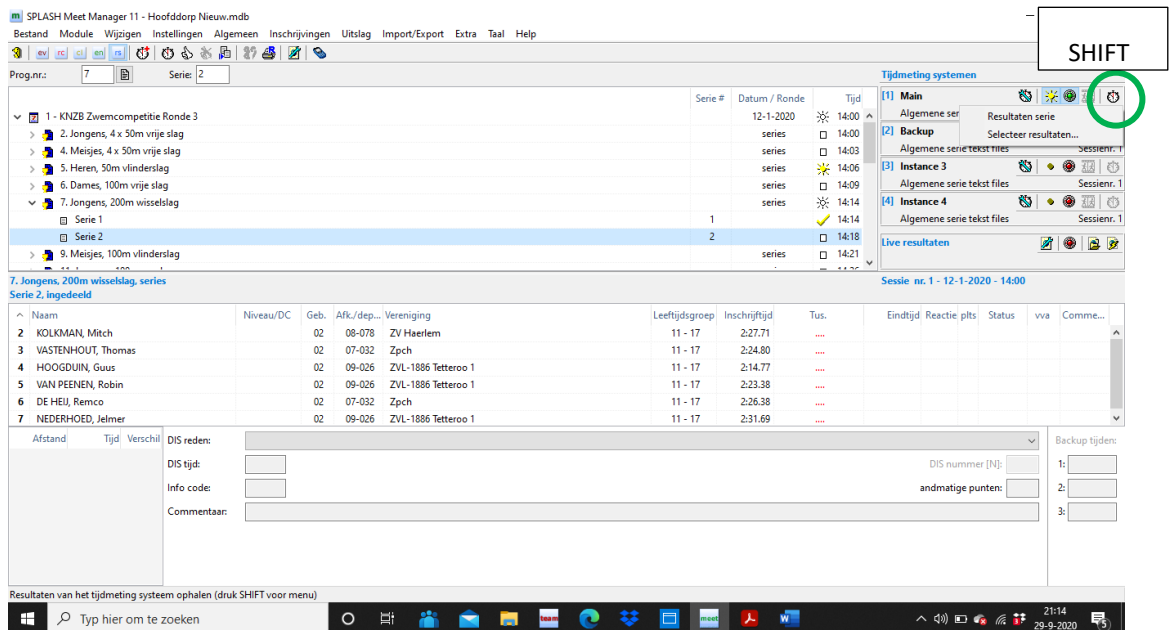 m SPLASH Meet Manager 11 - Hoofddorp Nieuw.mdb
SHIFT
Bestand Module Wijzigen Instellingen Algemeen Inschrijvingen Uitslag Import/Export Extra Taal Help
ev rc cl en rs
Prog.nr.: 7 Serie: 2 Tijdmeting systemen
Serie # Datum / Ronde Tijd
1 - KNZB Zwemcompetitie Ronde 3 12-1-2020 14:00
2. Jongens, 4 x 50m vrije slag series 14:00
4. Meisjes, 4 x 50m vrije slag series 14:03
5. Heren, 50m vlinderslag series 14:06
6. Dames, 100m vrije slag series 14:09
7. Jongens, 200m wisselslag series 14:14
Serie 1 1 14:14
Serie 2 2 14:18
9. Meisjes, 100m vlinderslag series 14:21
[1] Main
Algemene ser
Resultaten serie
Selecteer resultaten...
[2] Backup
Algemene serie tekst files Sessienr. 1
[3] Instance 3
Algemene serie tekst files Sessienr. 1
[4] Instance 4
Algemene serie tekst files Sessienr. 1
Live resultaten
7. Jongens, 200m wisselslag, series Sessie nr. 1 - 12-1-2020 - 14:00
Serie 2, ingedeeld
Naam Niveau/DC Geb. Afk./dep... Vereniging Leeftijdsgroep Inschrijftijd Tus. Eindtijd Reactie plts Status vva Comme...
2 KOLKMAN, Mitch 02 08-078 ZV Haerlem 11 - 17 2:27.71 ....
3 VASTENHOUT, Thomas 02 07-032 Zpch 11 - 17 2:24.80 ....
4 HOOGDUIN, Guus 02 09-026 ZVL-1886 Tetteroo 1 11 - 17 2:14.77 ....
5 VAN PEENEN, Robin 02 09-026 ZVL-1886 Tetteroo 1 11 - 17 2:23.38 ....
6 DE HEIJ, Remco 02 07-032 Zpch 11 - 17 2:26.38 ....
7 NEDERHOED, Jelmer 02 09-026 ZVL-1886 Tetteroo 1 11 - 17 2:31.69 ....
Afstand Tijd Verschil DIS reden: Backup tijden:
DIS tijd: DIS nummer [N]: 1:
Info code: andmatige punten: 2:
Commentaar: 3:
Resultaten van het tijdmeting systeem ophalen (druk SHIFT voor menu)
Typ hier om te zoeken team meet 21:14
29-9-2020